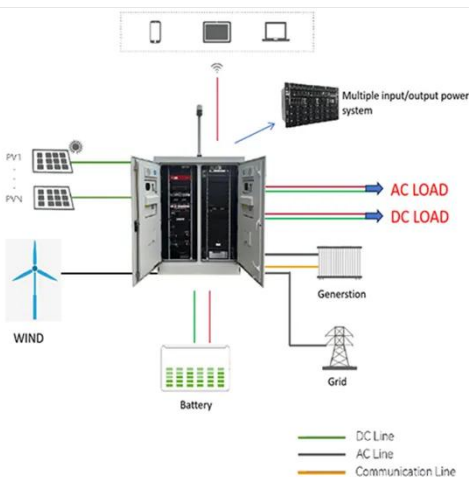 Multiple input/output power
system
PV1
PVN
AC LOAD
DC LOAD
WIND
Generstion
Grid
Battery
DC Line
AC Line
Communication Line